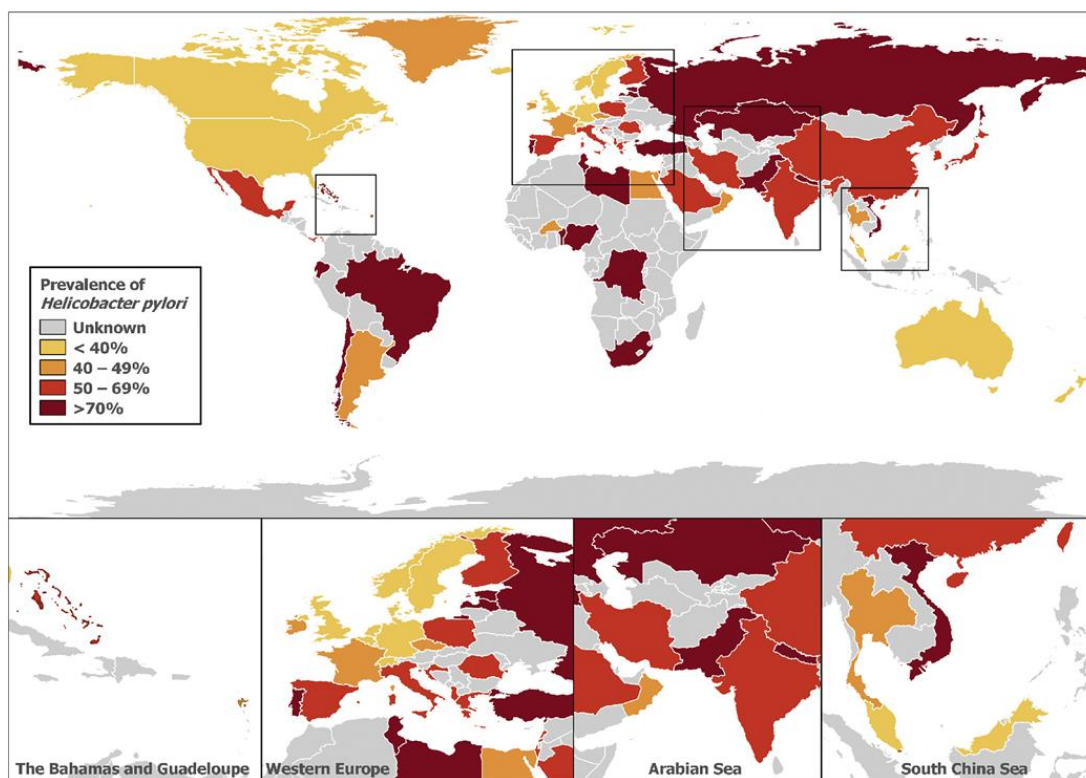 Prevalence of
Helicobacter pylori
Unknown
< 40%
40 – 49%
50 – 69%
>70%
The Bahamas and Guadeloupe
Western Europe
Arabian Sea
South China Sea